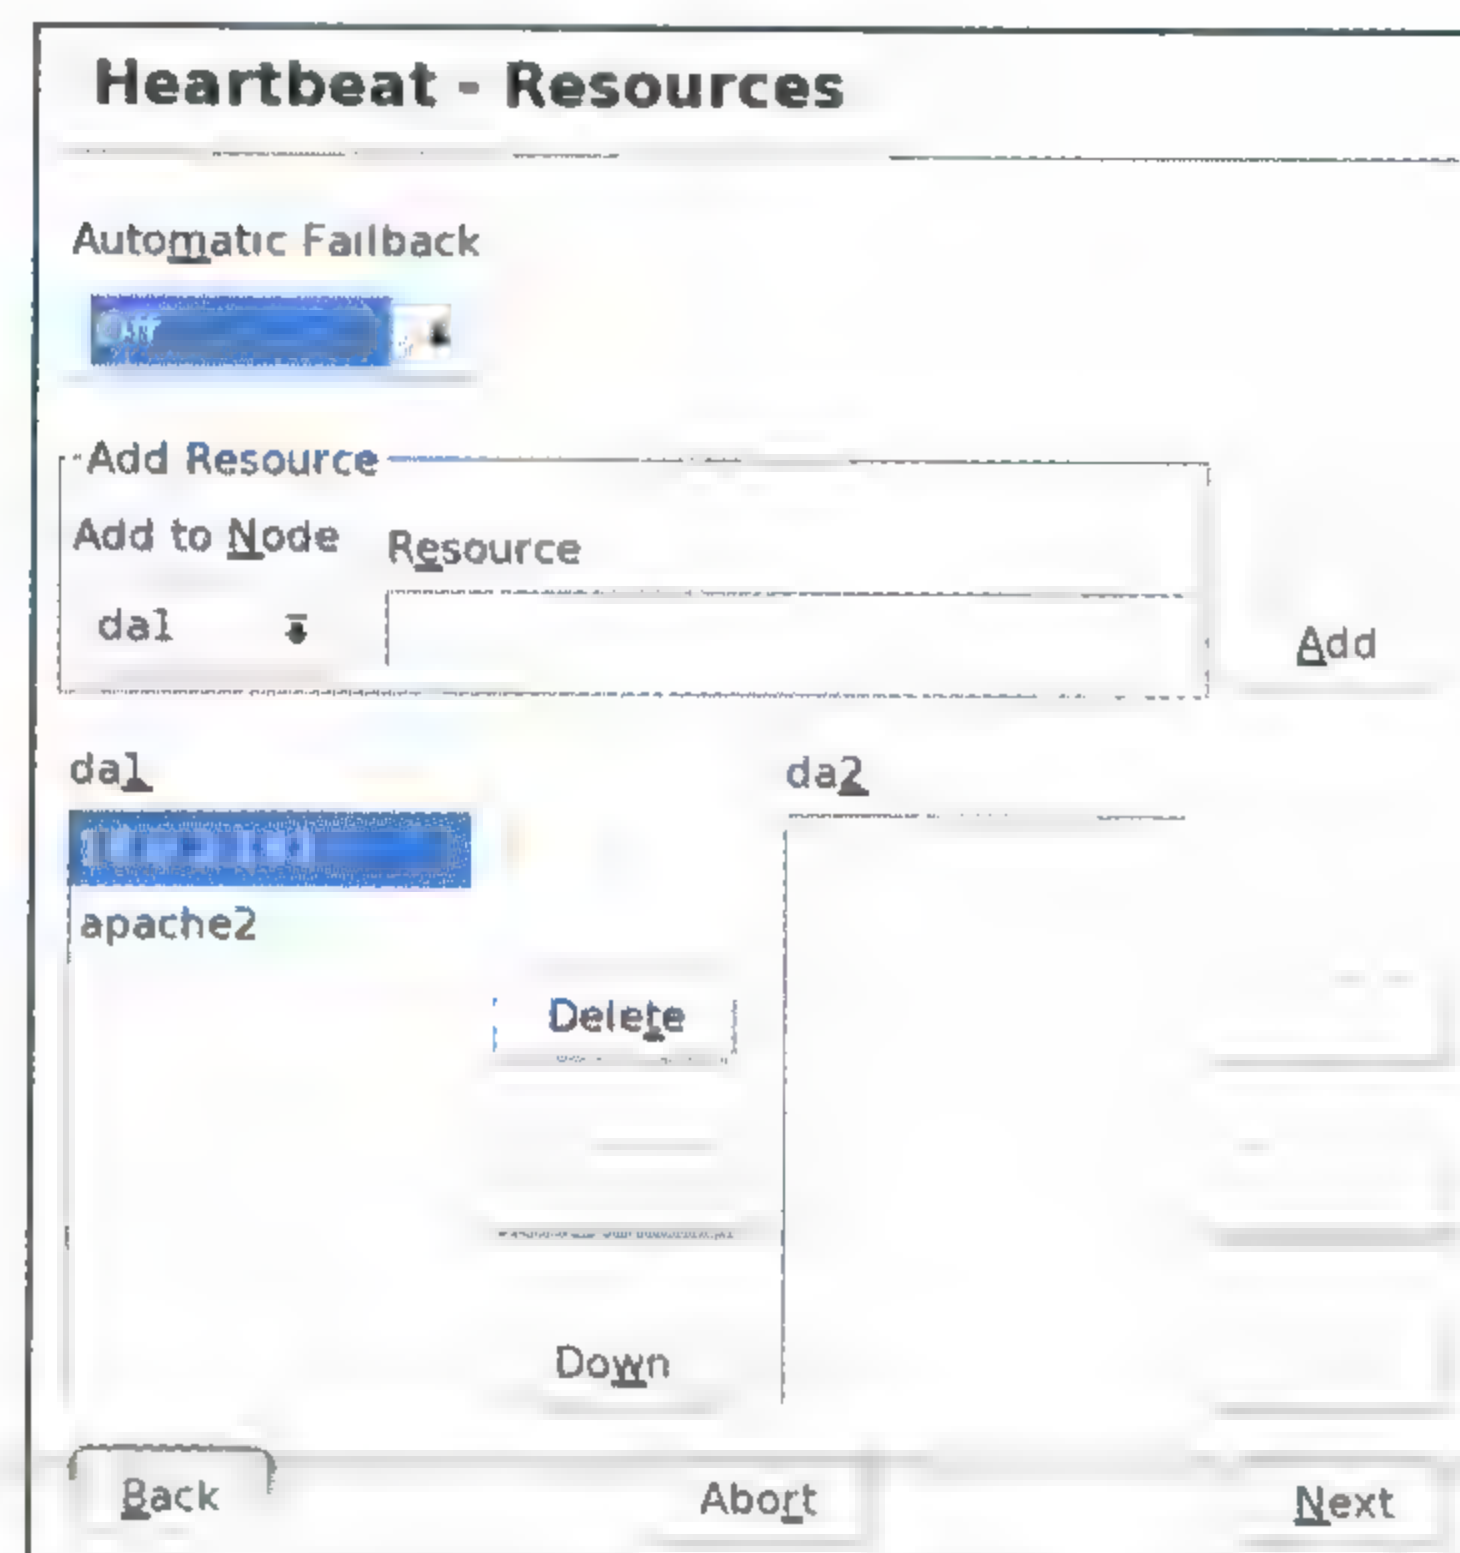 Heartbeat - Resources
Automatic Failback
Off
Add Resource
Add to Node Resource
da1
Add
da1 da2
apache2
Delete
Down
Back Abort Next